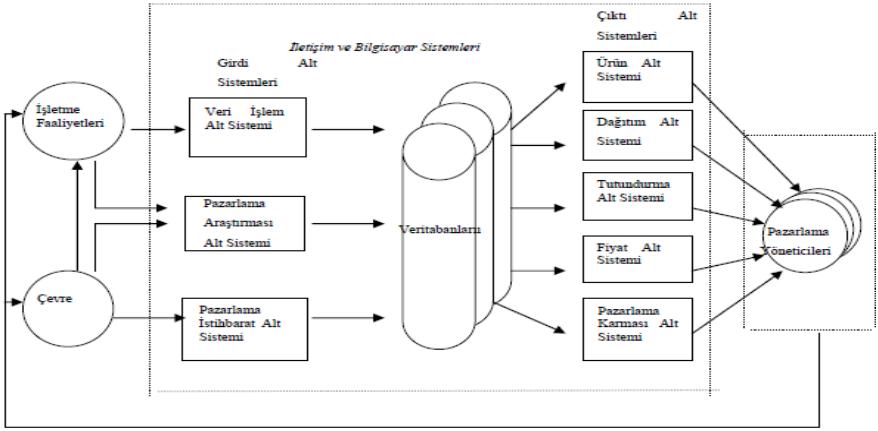 Çıktı Alt
Sistemleri
İletişim ve Bilgisayar Sistemleri
Girdi Alt
Sistemleri
İşletme
Faaliyetleri
Veri İşlem
Alt Sistemi
Ürün Alt
Sistemi
Dağıtım Alt
Sistemi
Pazarlama
Araştırması
Alt Sistemi
Veritabanları
Tutundurma
Alt Sistemi
Pazarlama
Yöneticileri
Fiyat Alt
Sistemi
Çevre
Pazarlama
İstihbarat Alt
Sistemi
Pazarlama
Karması Alt
Sistemi